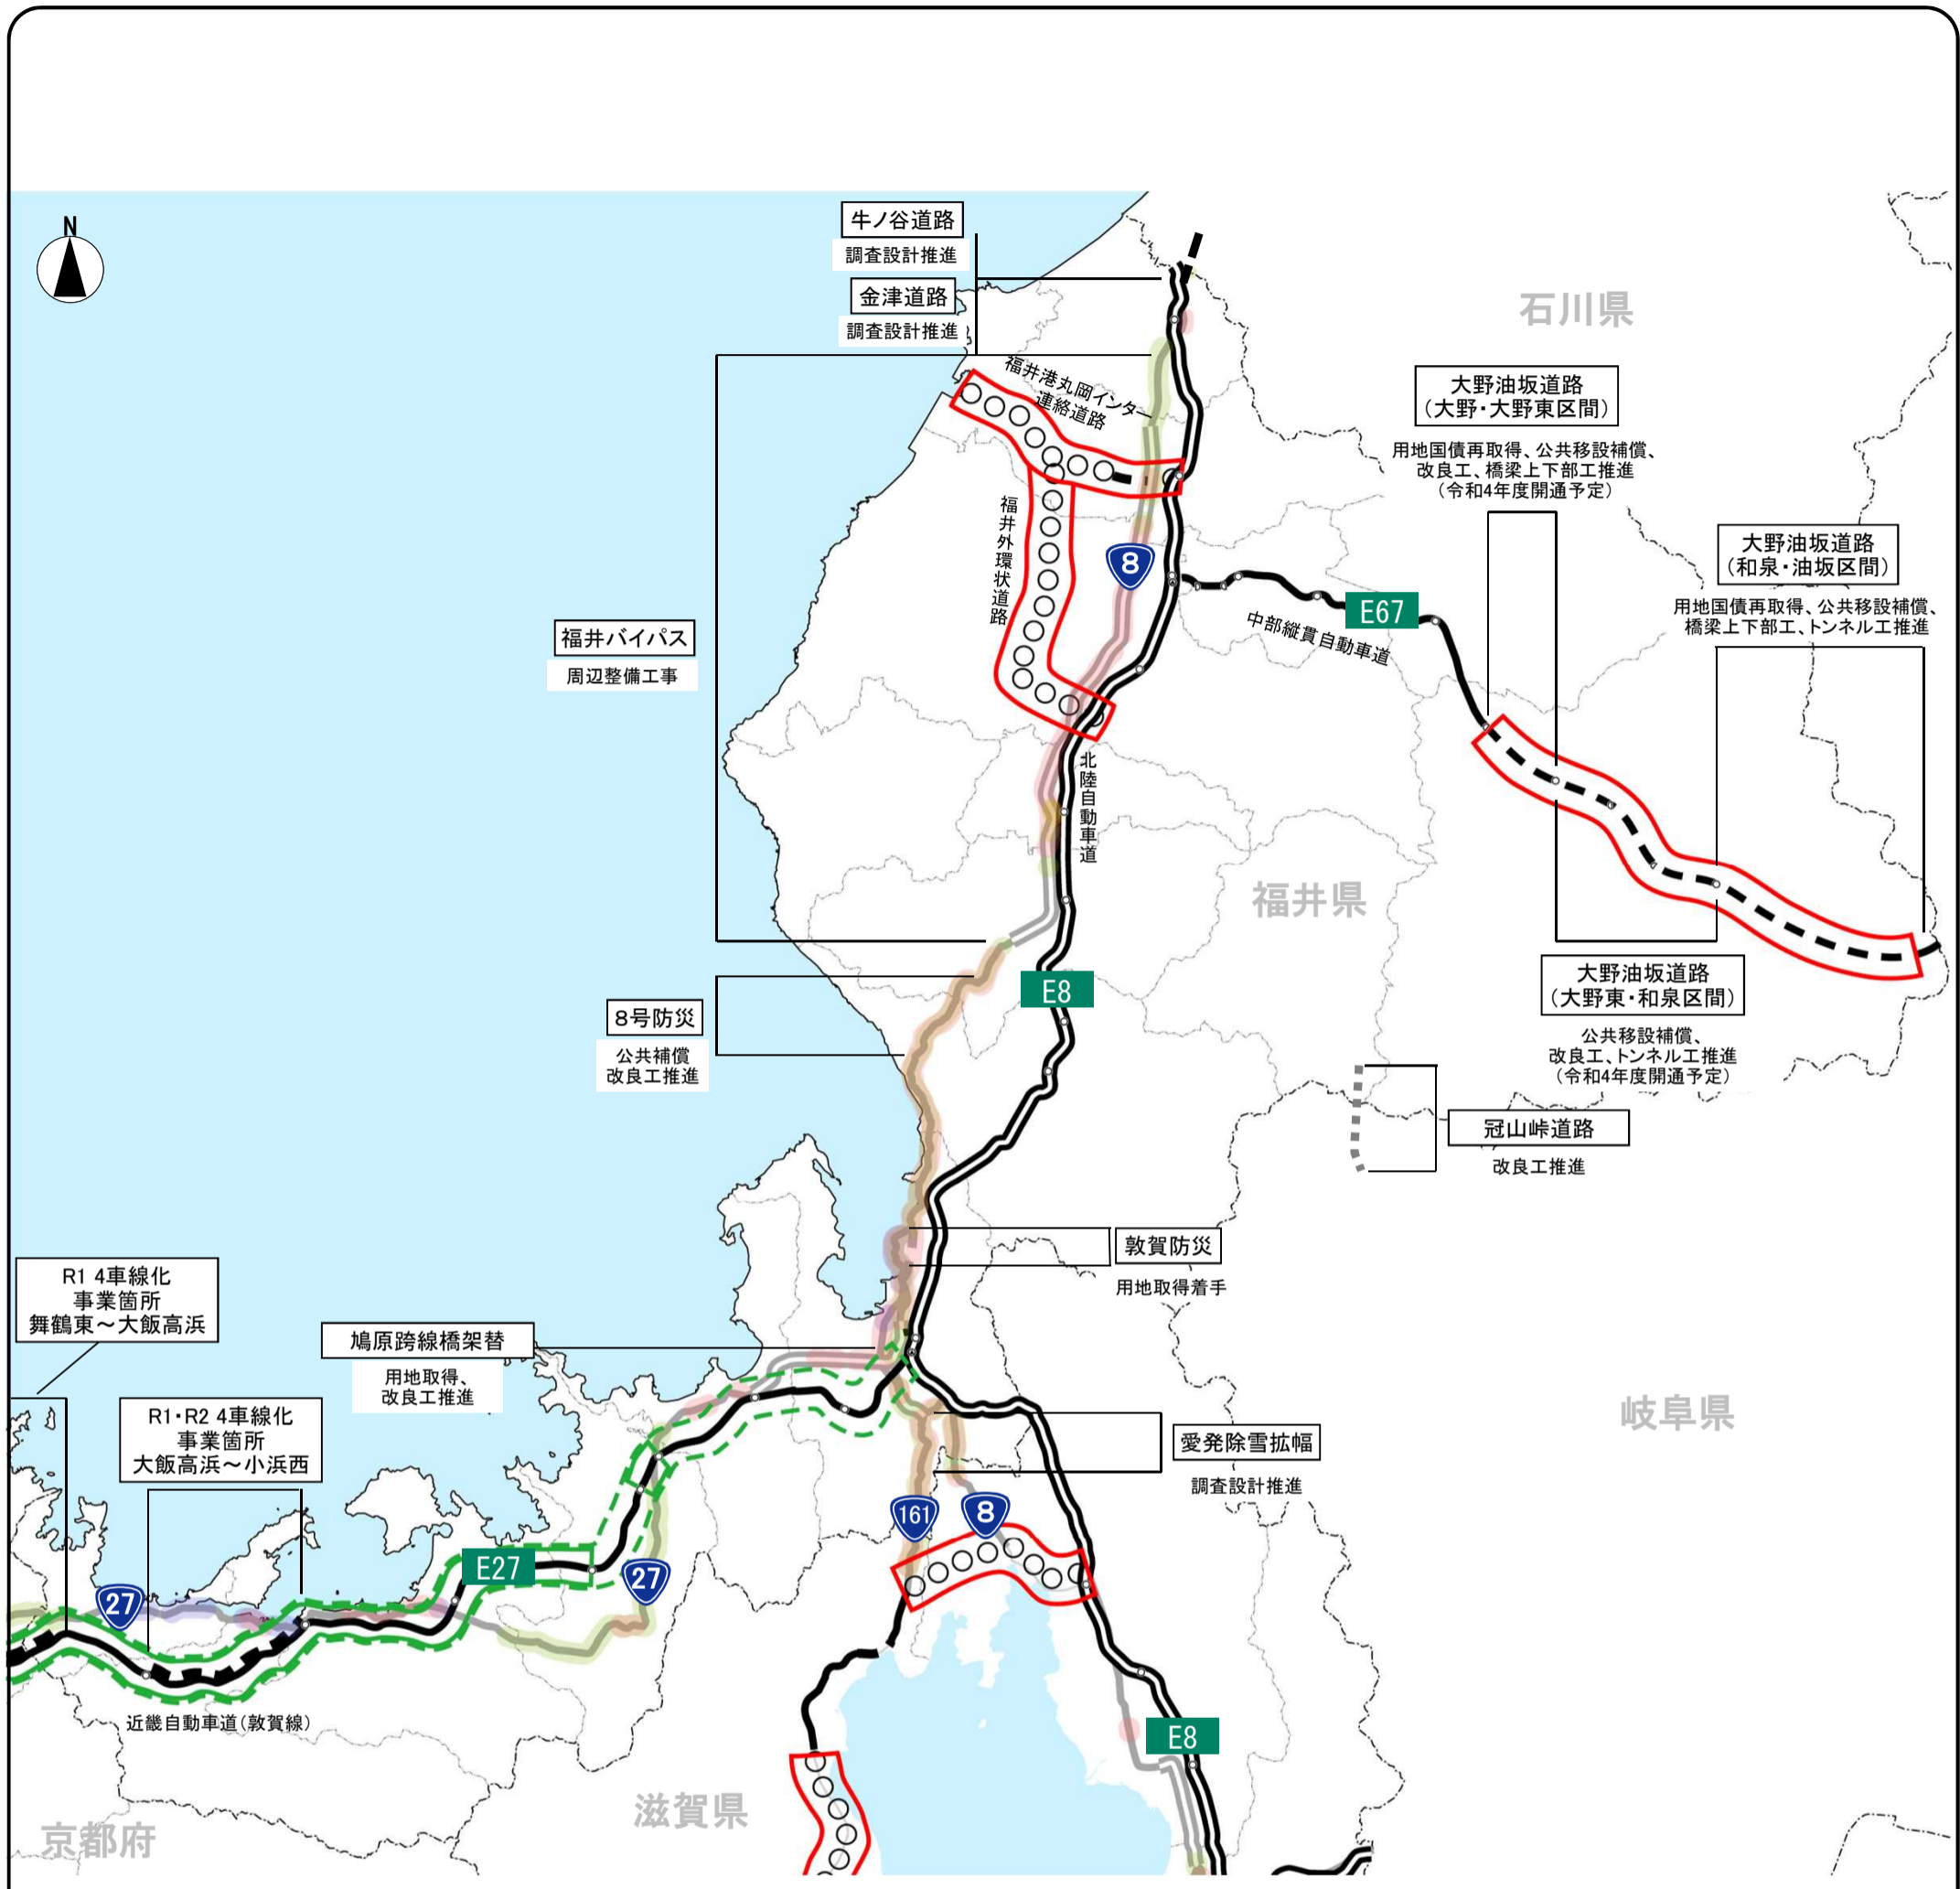 N
牛ノ谷道路
調査設計推進
金津道路
調査設計推進
石川県
福井港丸岡インター
連絡道路
大野油坂道路
（大野・大野東区間）
用地国債再取得、公共移設補償、
改良工、橋梁上下部工推進
（令和4年度開通予定）
福井外環状道路
8
大野油坂道路
（和泉・油坂区間）
用地国債再取得、公共移設補償、
橋梁上下部工、トンネル工推進
E67
中部縦貫自動車道
福井バイパス
周辺整備工事
北陸自動車道
福井県
E8
大野油坂道路
（大野東・和泉区間）
公共移設補償、
改良工、トンネル工推進
（令和4年度開通予定）
8号防災
公共補償
改良工推進
冠山峠道路
改良工推進
敦賀防災
用地取得着手
R1 4車線化
事業箇所
舞鶴東～大飯高浜
鳩原跨線橋架替
用地取得、
改良工推進
R1・R2 4車線化
事業箇所
大飯高浜～小浜西
愛発除雪拡幅
調査設計推進
岐阜県
161
8
E27
27
27
近畿自動車道（敦賀線）
E8
滋賀県
京都府